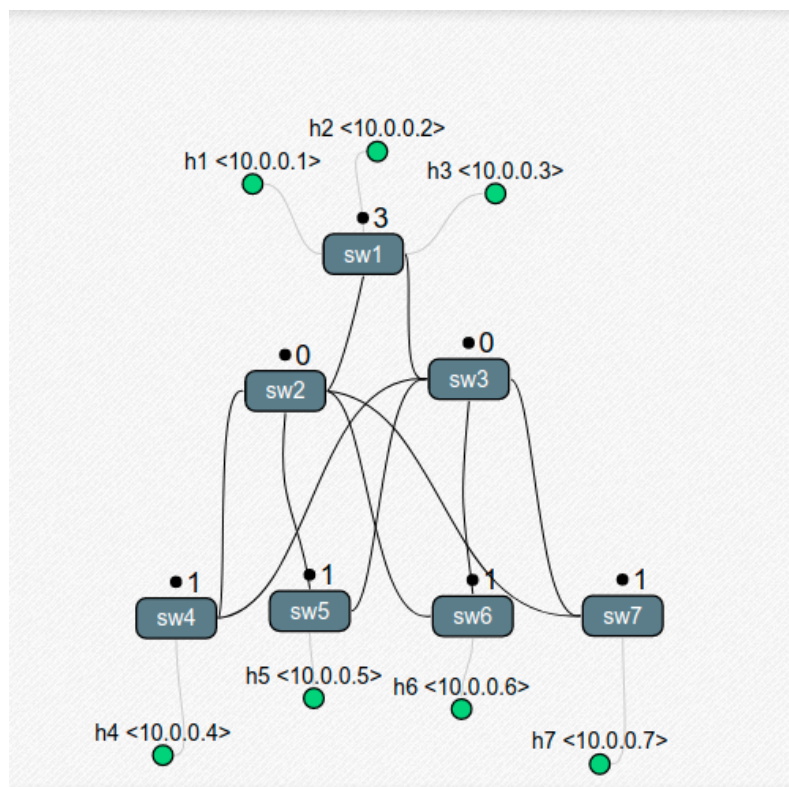 h2 <10.0.0.2>
h1 <10.0.0.1>
h3 <10.0.0.3>
3
sw1
0
0
sw2
sw3
1
1
1
1
sw4
sw5
sw6
sw7
h5 <10.0.0.5>
h6 <10.0.0.6>
h4 <10.0.0.4>
h7 <10.0.0.7>